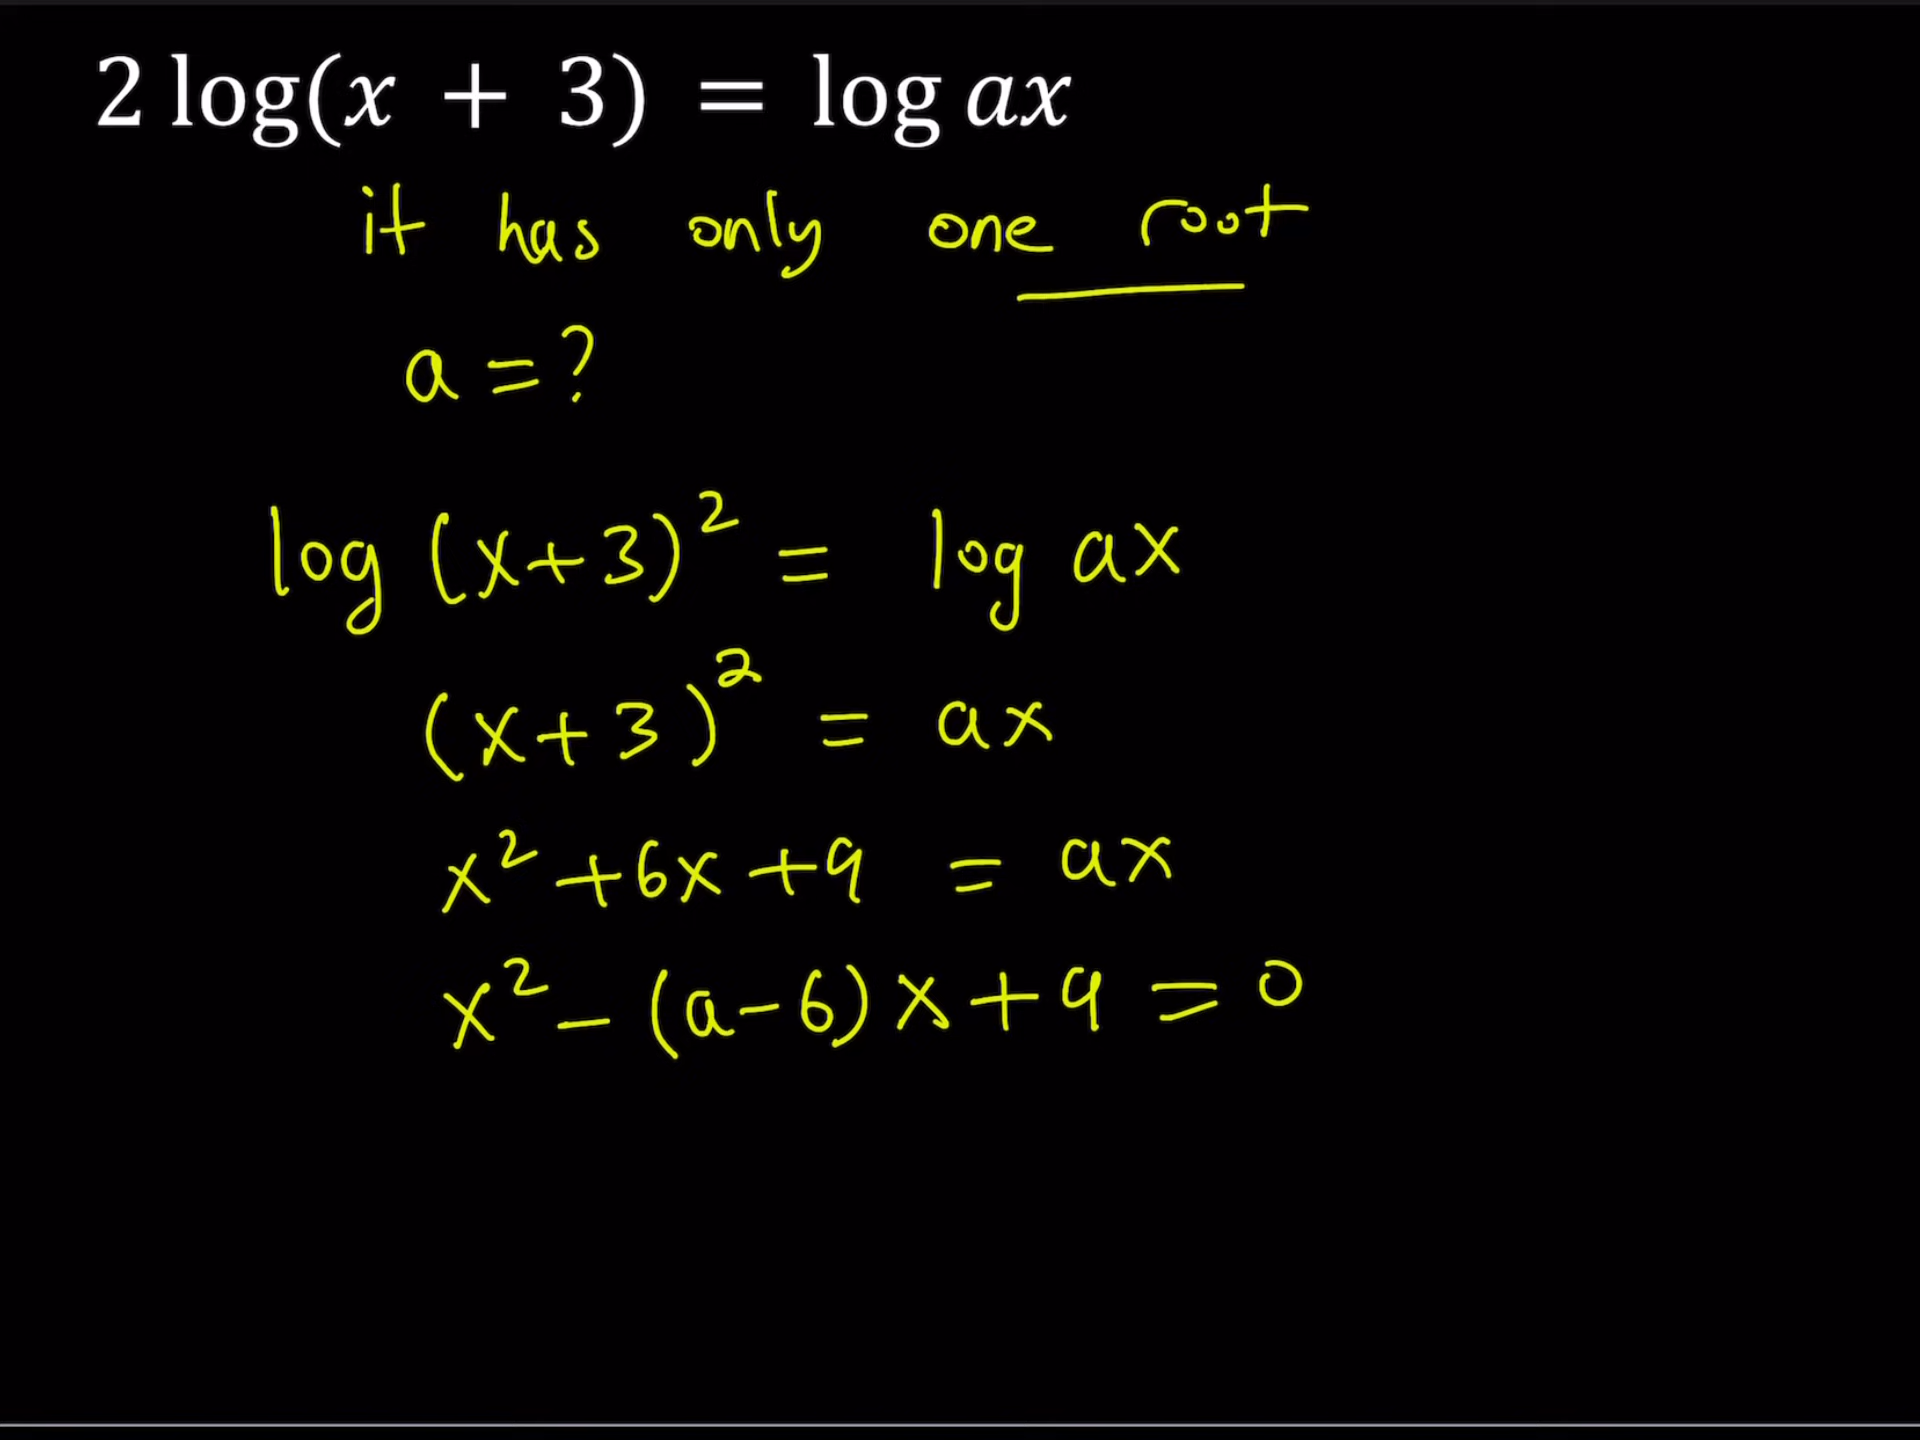 2 log(x + 3) = log ax
it has only one root
a = ?
log (x+3)² = log ax
(x+3)² = ax
x² +6x +9 = ax
x² - (a-6)x+9 = 0